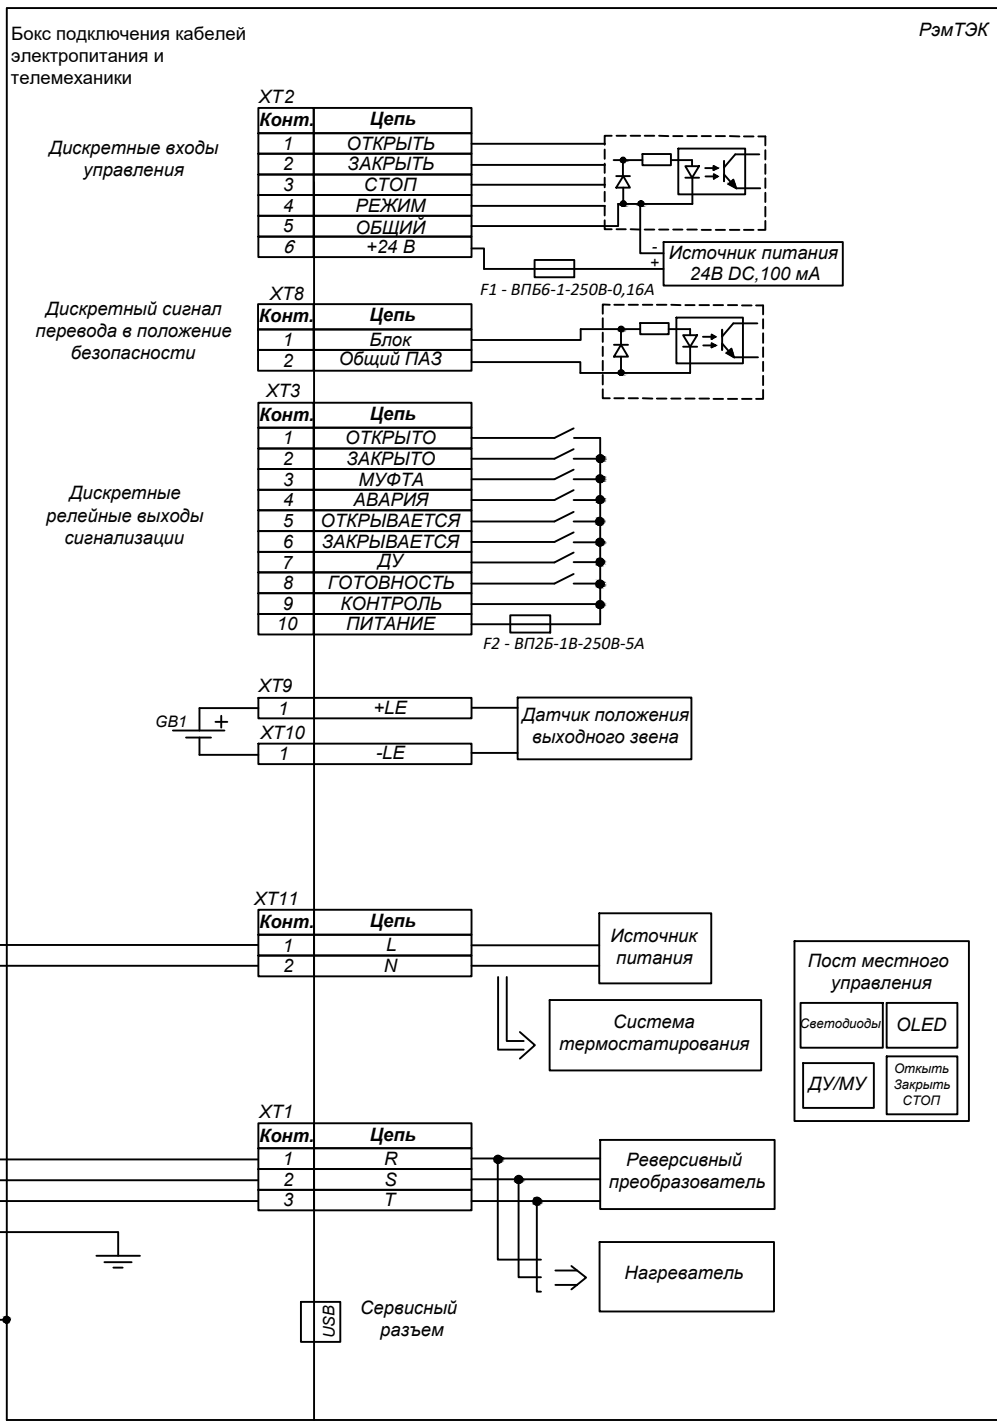 Бокс подключения кабелей
электропитания и
телемеханики
РэмТЭК
Дискретные входы
управления
XT2
Конт. Цепь
1 ОТКРЫТЬ
2 ЗАКРЫТЬ
3 СТОП
4 РЕЖИМ
5 ОБЩИЙ
6 +24 В
-
+
Источник питания
24В DC,100 мА
F1 - ВПБ6-1-250В-0,16А
Дискретный сигнал
перевода в положение
безопасности
XT8
Конт. Цепь
1 Блок
2 Общий ПАЗ
Дискретные
релейные выходы
сигнализации
XT3
Конт. Цепь
1 ОТКРЫТО
2 ЗАКРЫТО
3 МУФТА
4 АВАРИЯ
5 ОТКРЫВАЕТСЯ
6 ЗАКРЫВАЕТСЯ
7 ДУ
8 ГОТОВНОСТЬ
9 КОНТРОЛЬ
10 ПИТАНИЕ
F2 - ВП2Б-1В-250В-5А
GB1 +
XT9
1 +LE
XT10
1 -LE
Датчик положения
выходного звена
XT11
Конт. Цепь
1 L
2 N
Источник
питания
Система
термостатирования
Пост местного
управления
Светодиоды
OLED
ДУ/МУ
Откыть
Закрыть
СТОП
XT1
Конт. Цепь
1 R
2 S
3 T
Реверсивный
преобразователь
Нагреватель
USB
Сервисный
разъем